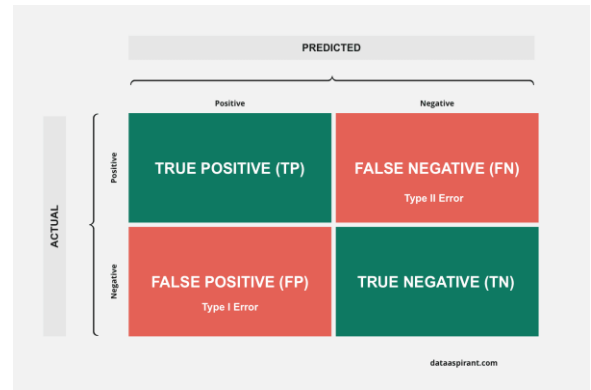 PREDICTED
Positive
Negative
ACTUAL
Positive
TRUE POSITIVE (TP)
FALSE NEGATIVE (FN)
Type II Error
Negative
FALSE POSITIVE (FP)
Type I Error
TRUE NEGATIVE (TN)
dataaspirant.com